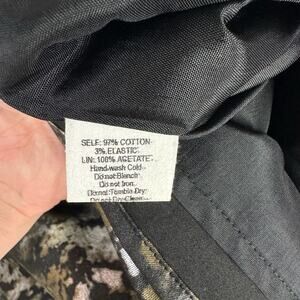 SELF: 97% COTTON
3% ELASTIC
LIN: 100% ACETATE
Hand wash Cold
Do not Bleach
Do not Iron
Do not Tumble Dry
Do not Dry Clean